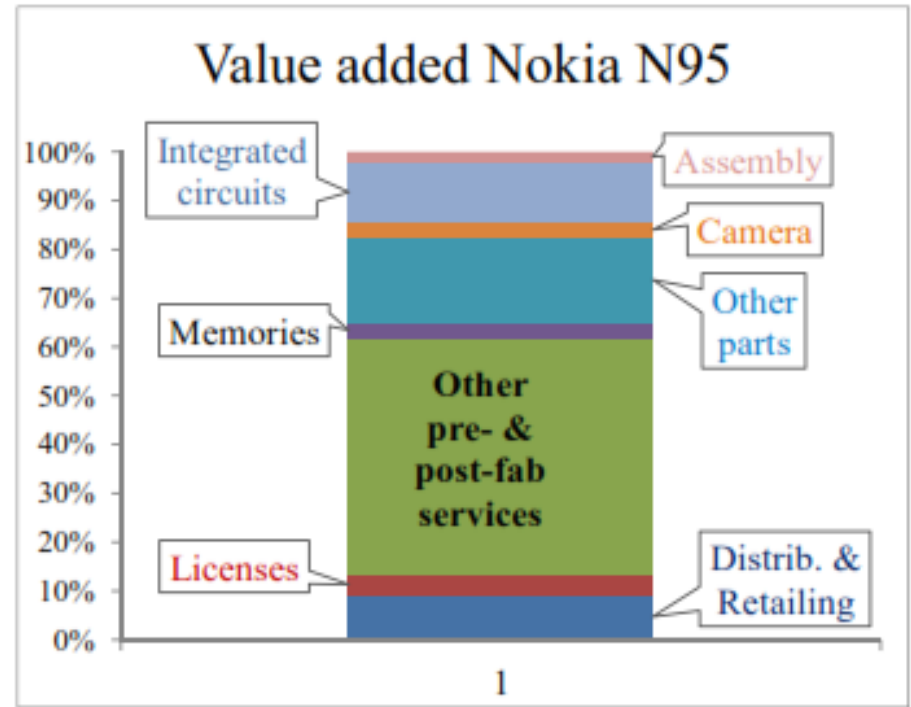 Value added Nokia N95
100%
90%
80%
70%
60%
50%
40%
30%
20%
10%
0%
Integrated
circuits
Assembly
Camera
Other
parts
Memories
Other
pre- &
post-fab
services
Licenses
Distrib. &
Retailing
1